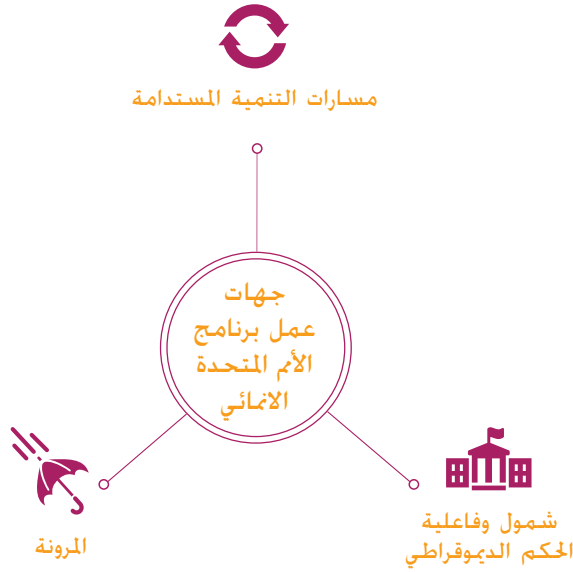 مسارات التنمية المستدامة
جهات
عمل برنامج
الأمم المتحدة
الانمائي
شمول وفاعلية
الحكم الديموقراطي
المرونة